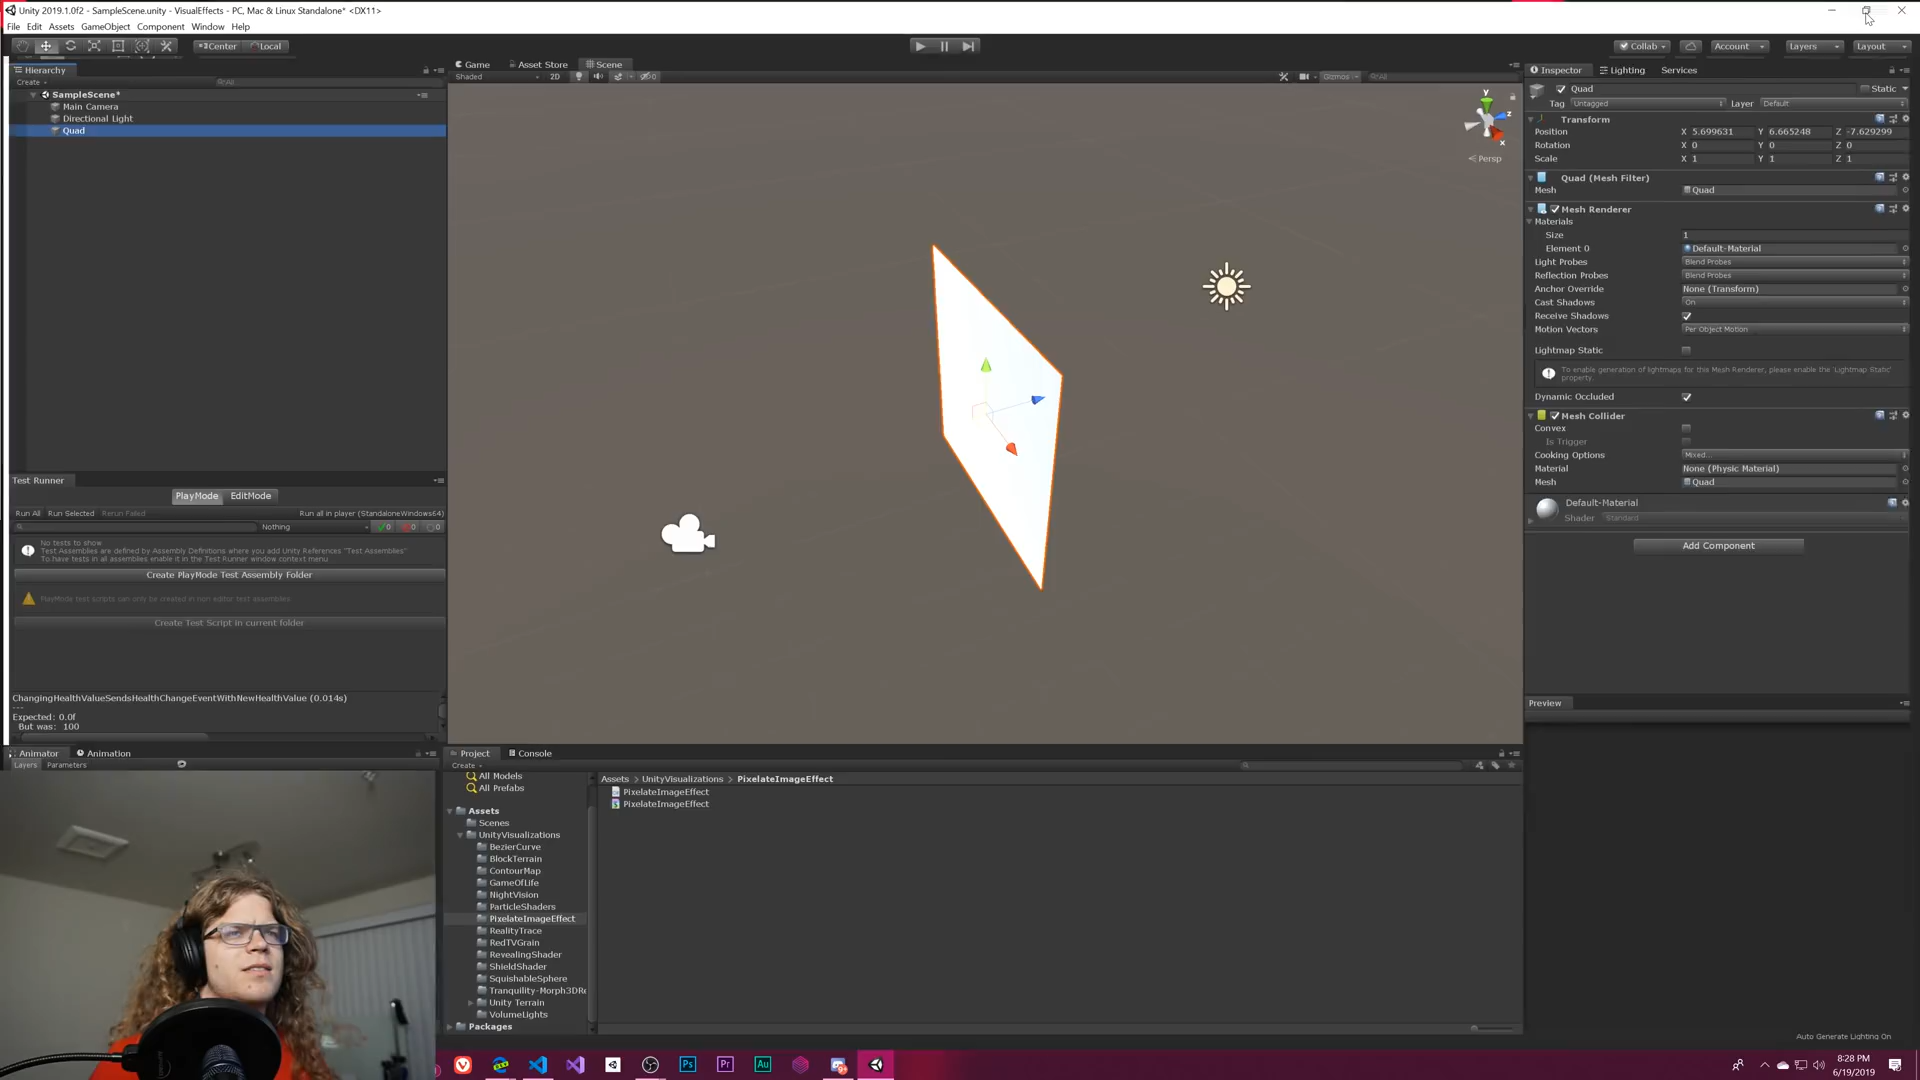 Unity 2019.1.0f2 - SampleScene.unity - VisualEffects - PC, Mac & Linux Standalone* <DX11>
File Edit Assets GameObject Component Window Help
Center Local
Collab Account Layers Layout
Hierarchy
Create
All
SampleScene*
Main Camera
Directional Light
Quad
Game Asset Store Scene
Shaded 2D Gizmos All
y
z
x
Persp
Test Runner
PlayMode EditMode
Run All Run Selected Rerun Failed Run all in player (StandaloneWindows64)
Nothing 0 0 0
No tests to show
Test Assemblies are defined by Assembly Definitions where you add Unity References "Test Assemblies"
To have tests in all assemblies enable it in the Test Runner window context menu
Create PlayMode Test Assembly Folder
PlayMode test scripts can only be created in non editor test assemblies.
Create Test Script in current folder
ChangingHealthValueSendsHealthChangeEventWithNewHealthValue (0.014s)
---
Expected: 0.0f
But was: 100
Animator Animation
Layers Parameters
Project Console
Create
All Models
All Prefabs
Assets
Scenes
UnityVisualizations
BezierCurve
BlockTerrain
ContourMap
GameOfLife
NightVision
ParticleShaders
PixelateImageEffect
RealityTrace
RedTVGrain
RevealingShader
ShieldShader
SquishableSphere
Tranquility-Morph3DRe
Unity Terrain
VolumeLights
Packages
Assets > UnityVisualizations > PixelateImageEffect
PixelateImageEffect
PixelateImageEffect
Inspector Lighting Services
Quad Static
Tag Untagged Layer Default
Transform
Position X 5.699631 Y 6.665248 Z -7.629299
Rotation X 0 Y 0 Z 0
Scale X 1 Y 1 Z 1
Quad (Mesh Filter)
Mesh Quad
Mesh Renderer
Materials
Size 1
Element 0 Default-Material
Light Probes Blend Probes
Reflection Probes Blend Probes
Anchor Override None (Transform)
Cast Shadows On
Receive Shadows
Motion Vectors Per Object Motion
Lightmap Static
To enable generation of lightmaps for this Mesh Renderer, please enable the 'Lightmap Static' property.
Dynamic Occluded
Mesh Collider
Convex
Is Trigger
Cooking Options Mixed...
Material None (Physic Material)
Mesh Quad
Default-Material
Shader Standard
Add Component
Preview
Auto Generate Lighting On
Ps Pr Au
8:28 PM
6/19/2019